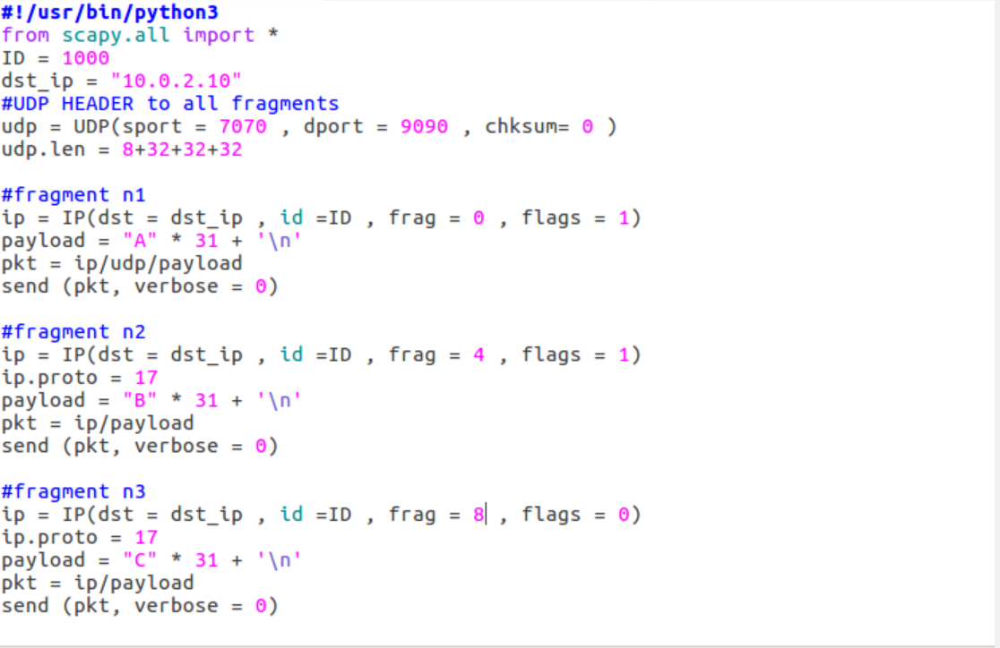 #!/usr/bin/python3
from scapy.all import *
ID = 1000
dst_ip = "10.0.2.10"
#UDP HEADER to all fragments
udp = UDP(sport = 7070 , dport = 9090 , chksum= 0 )
udp.len = 8+32+32+32

#fragment n1
ip = IP(dst = dst_ip , id =ID , frag = 0 , flags = 1)
payload = "A" * 31 + '\n'
pkt = ip/udp/payload
send (pkt, verbose = 0)

#fragment n2
ip = IP(dst = dst_ip , id =ID , frag = 4 , flags = 1)
ip.proto = 17
payload = "B" * 31 + '\n'
pkt = ip/payload
send (pkt, verbose = 0)

#fragment n3
ip = IP(dst = dst_ip , id =ID , frag = 8 , flags = 0)
ip.proto = 17
payload = "C" * 31 + '\n'
pkt = ip/payload
send (pkt, verbose = 0)